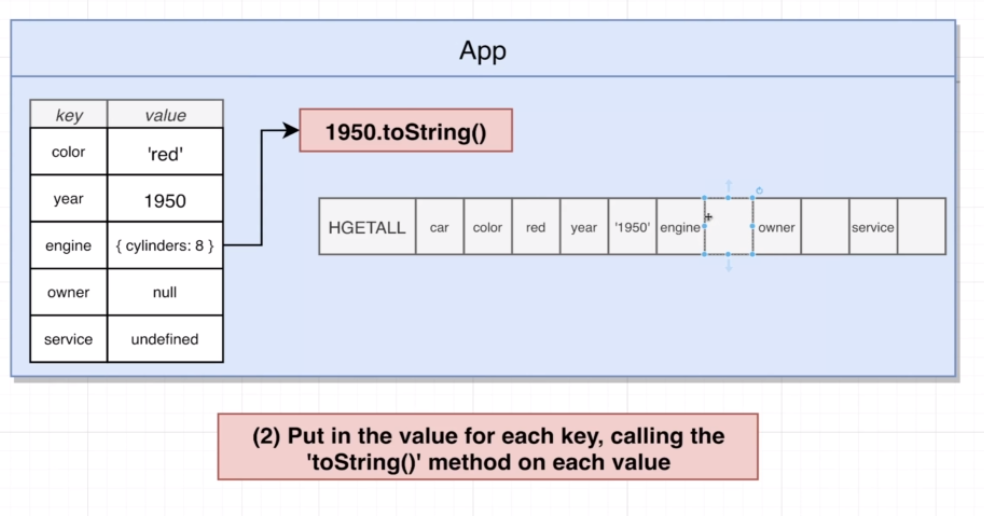 App
key value
color 'red'
year 1950
engine { cylinders: 8 }
owner null
service undefined
1950.toString()
HGETALL car color red year '1950' engine owner service
(2) Put in the value for each key, calling the
'toString()' method on each value